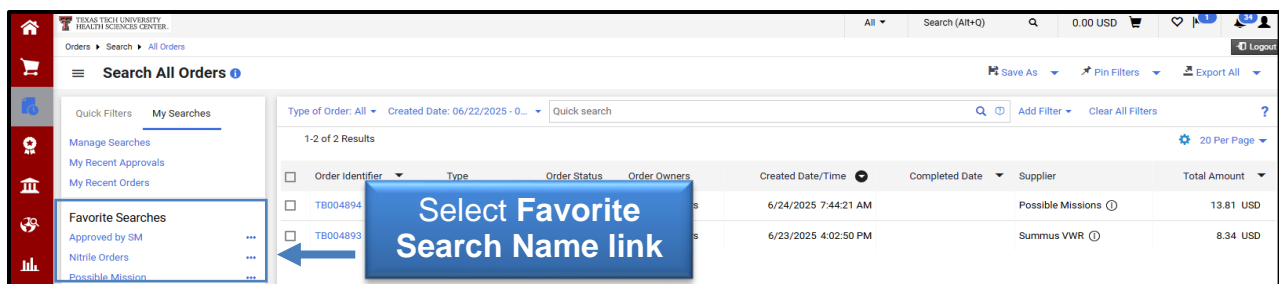 TEXAS TECH UNIVERSITY
HEALTH SCIENCES CENTER.
All Search (Alt+Q) 0.00 USD 1 34
Orders Search All Orders
Logout
Search All Orders
Save As Pin Filters Export All
Quick Filters My Searches
Type of Order: All Created Date: 06/22/2025 - 0... Quick search Add Filter Clear All Filters ?
Manage Searches
1-2 of 2 Results 20 Per Page
My Recent Approvals
My Recent Orders
Order Identifier Type Order Status Order Owners Created Date/Time Completed Date Supplier Total Amount
Favorite Searches
TB004894 6/24/2025 7:44:21 AM Possible Missions 13.81 USD
Approved by SM ...
TB004893 6/23/2025 4:02:50 PM Summus VWR 8.34 USD
Nitrile Orders ...
Possible Mission ...
Select Favorite
Search Name link